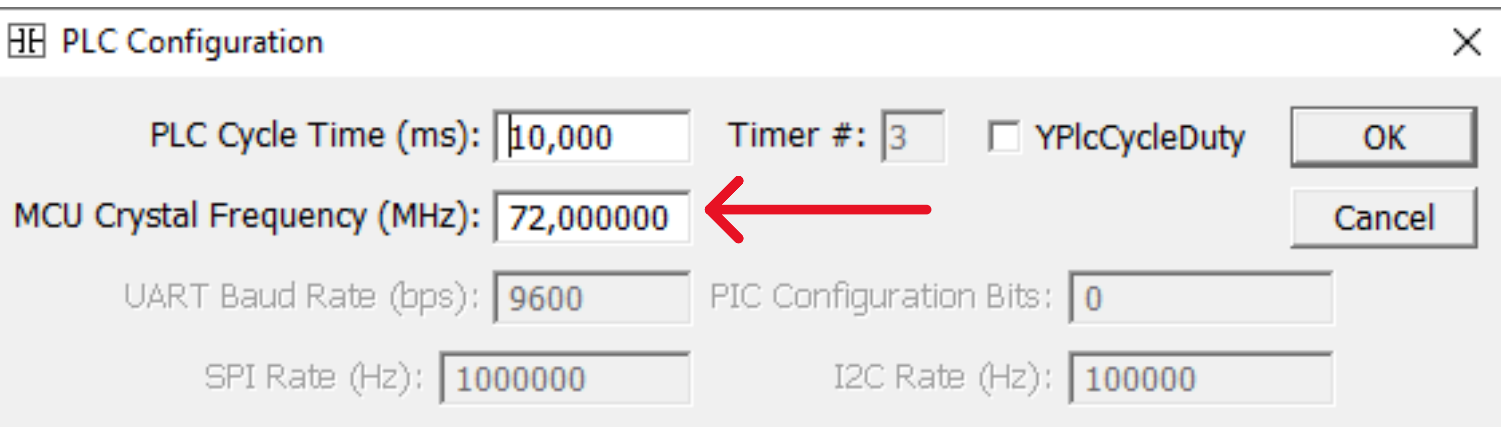 PLC Configuration
PLC Cycle Time (ms): 10,000 Timer #: 3 YPlcCycleDuty OK
MCU Crystal Frequency (MHz): 72,000000 Cancel
UART Baud Rate (bps): 9600 PIC Configuration Bits: 0
SPI Rate (Hz): 1000000 I2C Rate (Hz): 100000